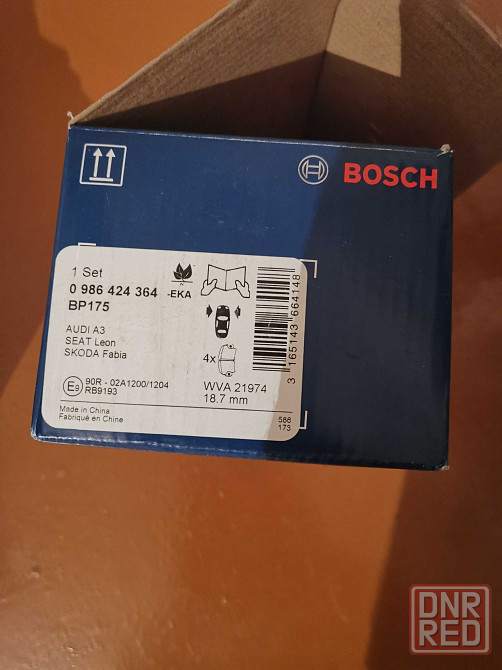 BOSCH
1 Set
0 986 424 364 -EKA
BP175
AUDI A3
SEAT Leon
SKODA Fabia
4x
E9 90R - 02A1200/1204
RB9193
WVA 21974
18.7 mm
Made in China
Fabriqué en Chine
586
173
3 165143 664148
DNR
RED